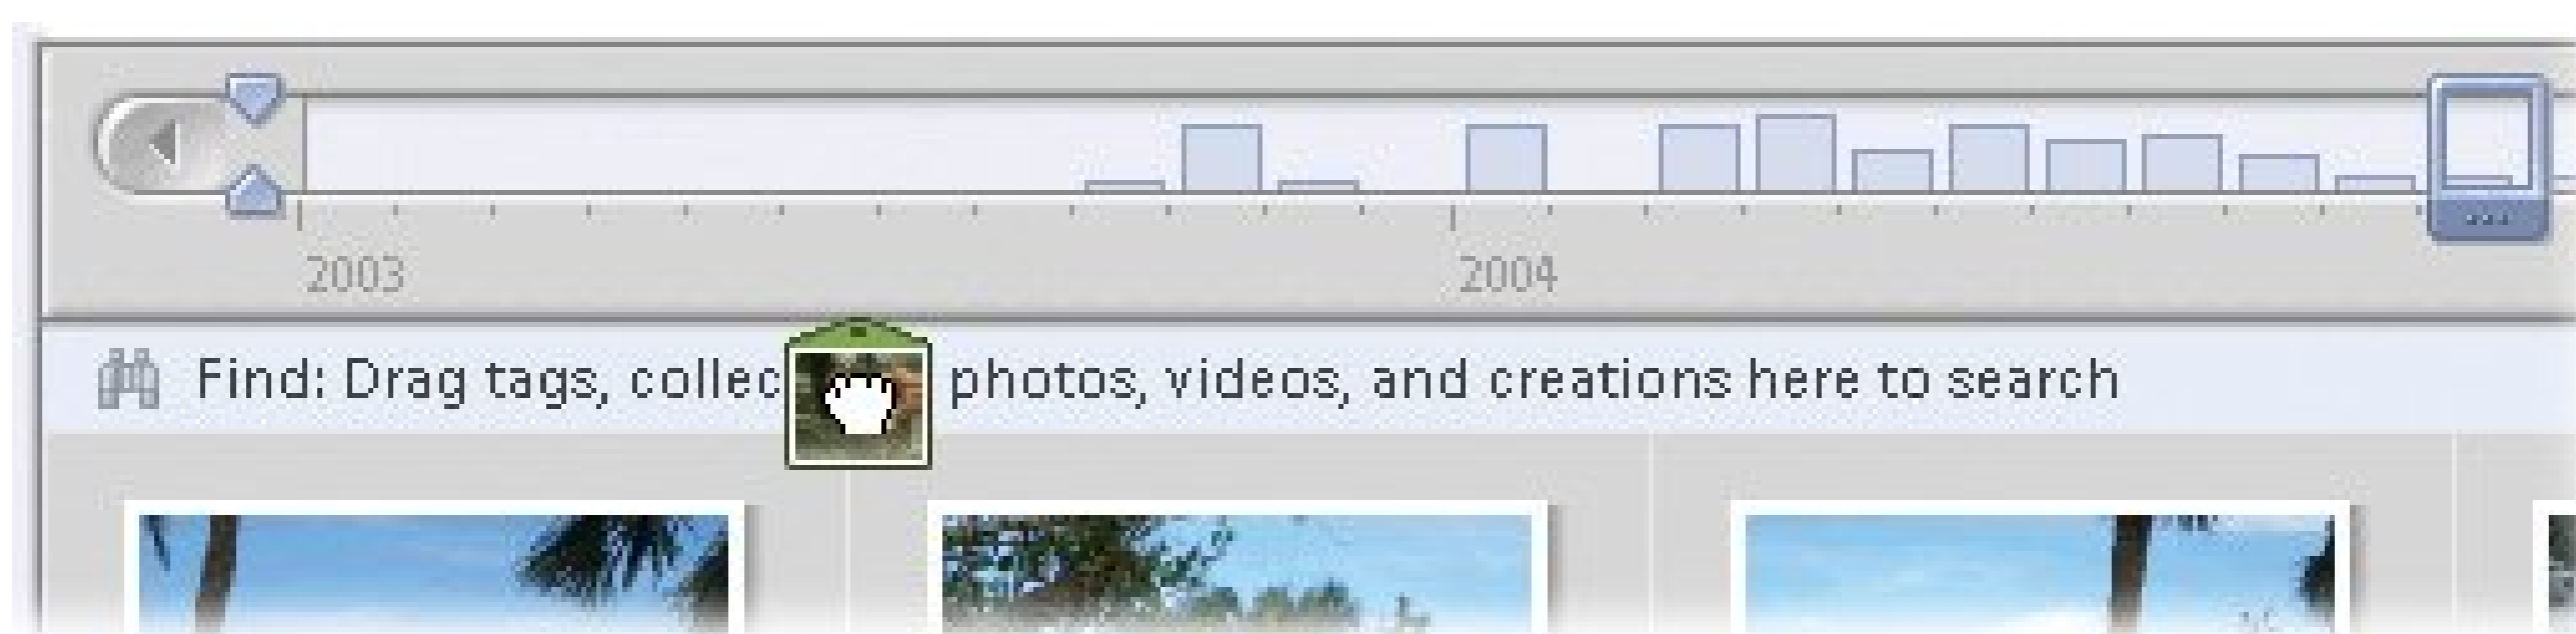 2003 2004
Find: Drag tags, collec photos, videos, and creations here to search